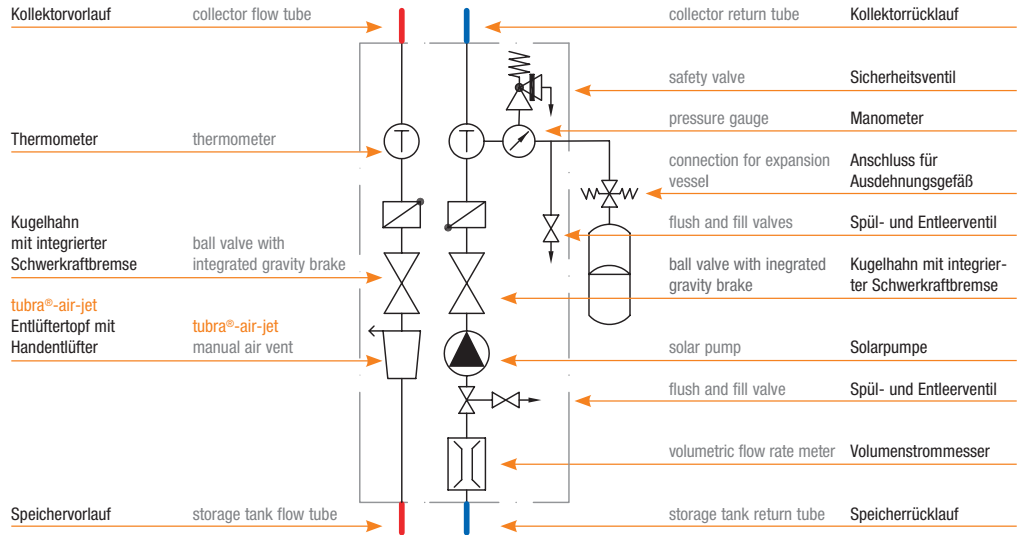 Kollektorvorlauf collector flow tube
collector return tube Kollektorrücklauf
safety valve Sicherheitsventil
pressure gauge Manometer
Thermometer thermometer
T
T
connection for expansion Anschluss für
vessel Ausdehnungsgefäß
flush and fill valves Spül- und Entleerventil
Kugelhahn
mit integrierter ball valve with
Schwerkraftbremse integrated gravity brake
ball valve with inegrated Kugelhahn mit integrier-
gravity brake ter Schwerkraftbremse
tubra®-air-jet
Entlüftertopf mit tubra®-air-jet
Handentlüfter manual air vent
solar pump Solarpumpe
flush and fill valve Spül- und Entleerventil
volumetric flow rate meter Volumenstrommesser
Speichervorlauf storage tank flow tube
storage tank return tube Speicherrücklauf